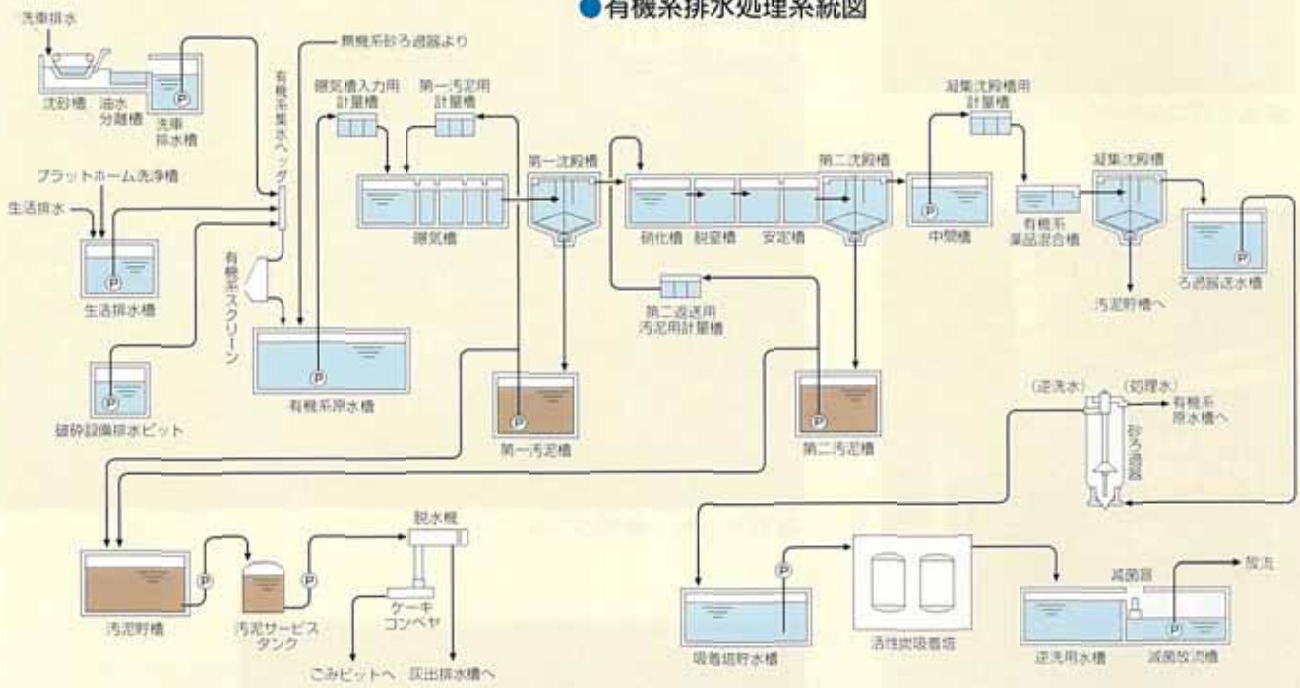 ●有機系排水処理系統図
洗車排水
無機系砂ろ過器より
沈砂槽
油水
分離槽
洗車
排水槽
有機系集水ヘッダ
曝気槽入力用
計量槽
第一汚泥用
計量槽
凝集沈殿槽用
計量槽
プラットホーム洗浄槽
生活排水
生活排水槽
有機系スクリーン
破砕設備排水ピット
有機系原水槽
曝気槽
第一沈殿槽
硝化槽
脱窒槽
安定槽
第二沈殿槽
中間槽
有機系
薬品混合槽
凝集沈殿槽
汚泥貯槽へ
ろ過器送水槽
第二返送用
汚泥用計量槽
第一汚泥槽
第二汚泥槽
(逆洗水)
(処理水)
有機系
原水槽へ
砂ろ過器
汚泥貯槽
汚泥サービス
タンク
脱水機
ケーキ
コンベヤ
ごみピットへ
灰出排水槽へ
吸着塔貯水槽
活性炭吸着塔
逆洗用水槽
滅菌器
滅菌放流槽
放流
P
P
P
P
P
P
P
P
P
P
P
P